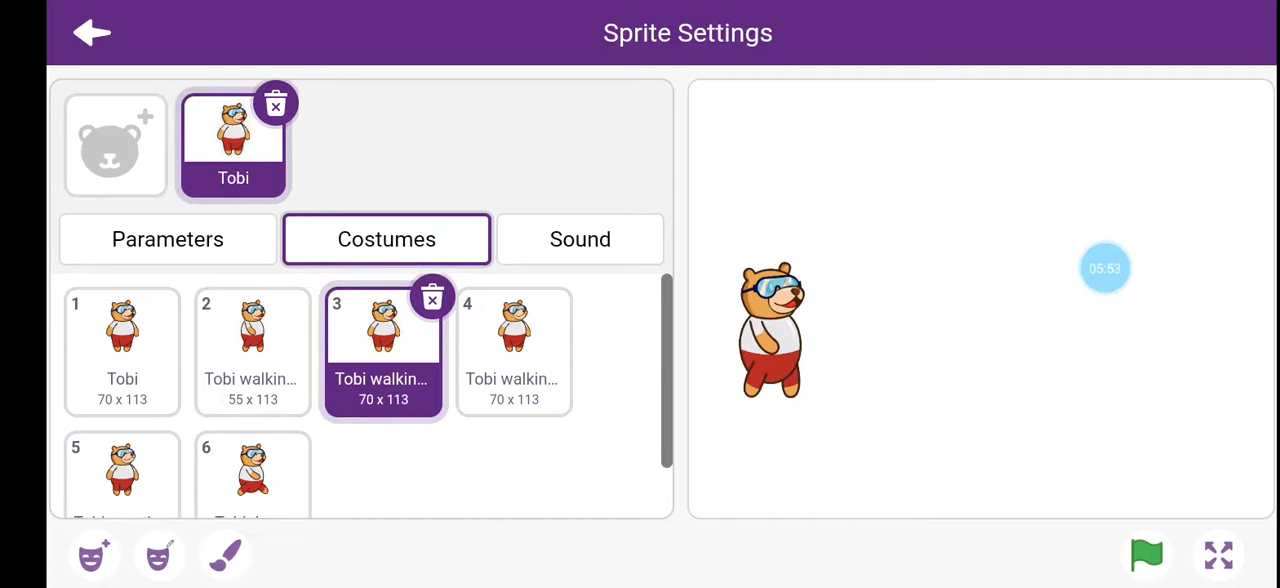 Sprite Settings
Tobi
Parameters
Costumes
Sound
1
Tobi
70 x 113
2
Tobi walkin...
55 x 113
3
Tobi walkin...
70 x 113
4
Tobi walkin...
70 x 113
5
6
05:53